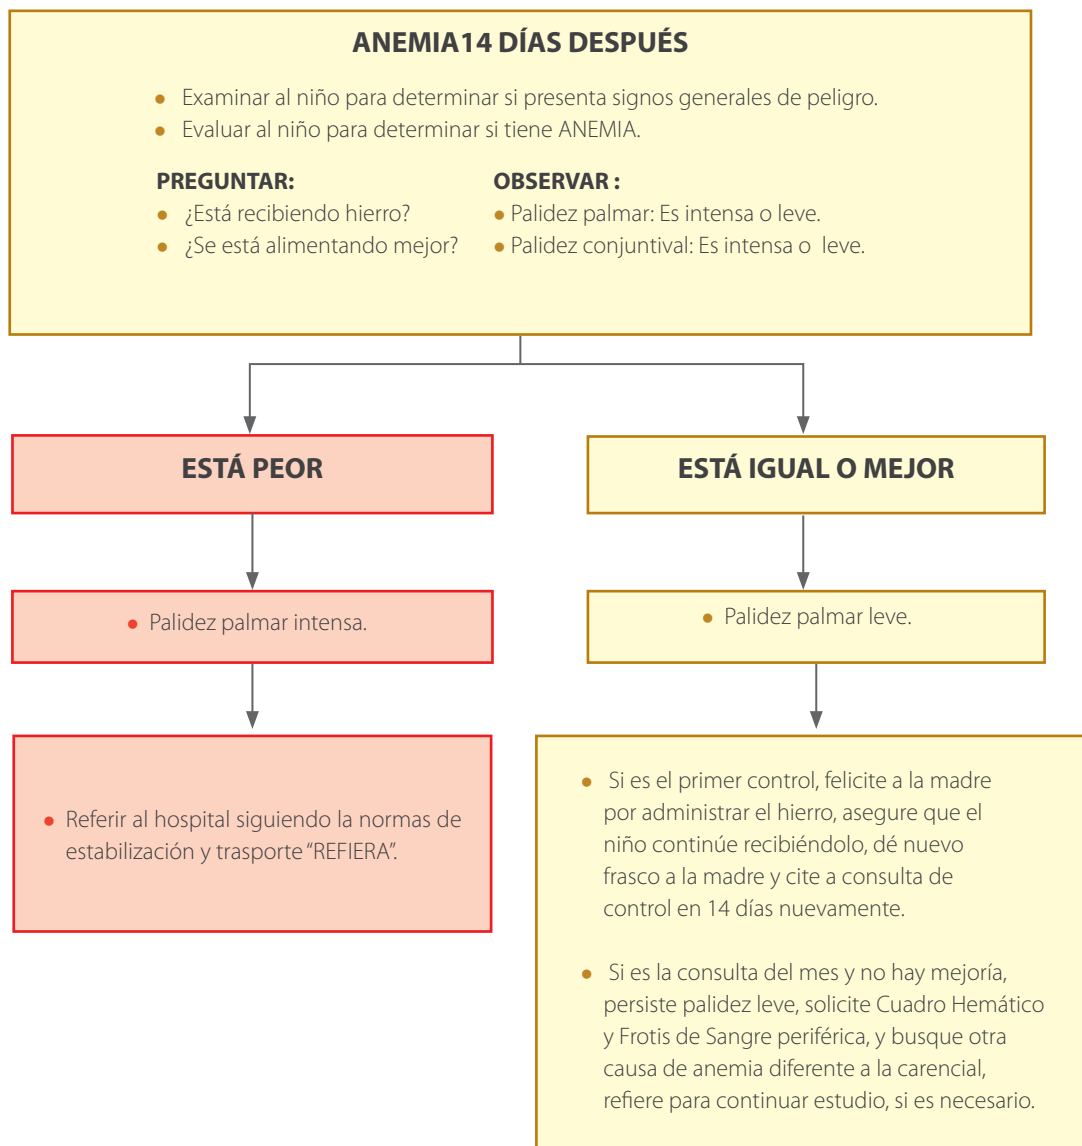 ANEMIA14 DÍAS DESPUÉS
● Examinar al niño para determinar si presenta signos generales de peligro.
● Evaluar al niño para determinar si tiene ANEMIA.
PREGUNTAR:
● ¿Está recibiendo hierro?
● ¿Se está alimentando mejor?
OBSERVAR :
● Palidez palmar: Es intensa o leve.
● Palidez conjuntival: Es intensa o leve.
ESTÁ PEOR
● Palidez palmar intensa.
● Referir al hospital siguiendo la normas de
estabilización y trasporte “REFIERA”.
ESTÁ IGUAL O MEJOR
● Palidez palmar leve.
● Si es el primer control, felicite a la madre
por administrar el hierro, asegure que el
niño continúe recibiéndolo, dé nuevo
frasco a la madre y cite a consulta de
control en 14 días nuevamente.
● Si es la consulta del mes y no hay mejoría,
persiste palidez leve, solicite Cuadro Hemático
y Frotis de Sangre periférica, y busque otra
causa de anemia diferente a la carencial,
refiere para continuar estudio, si es necesario.